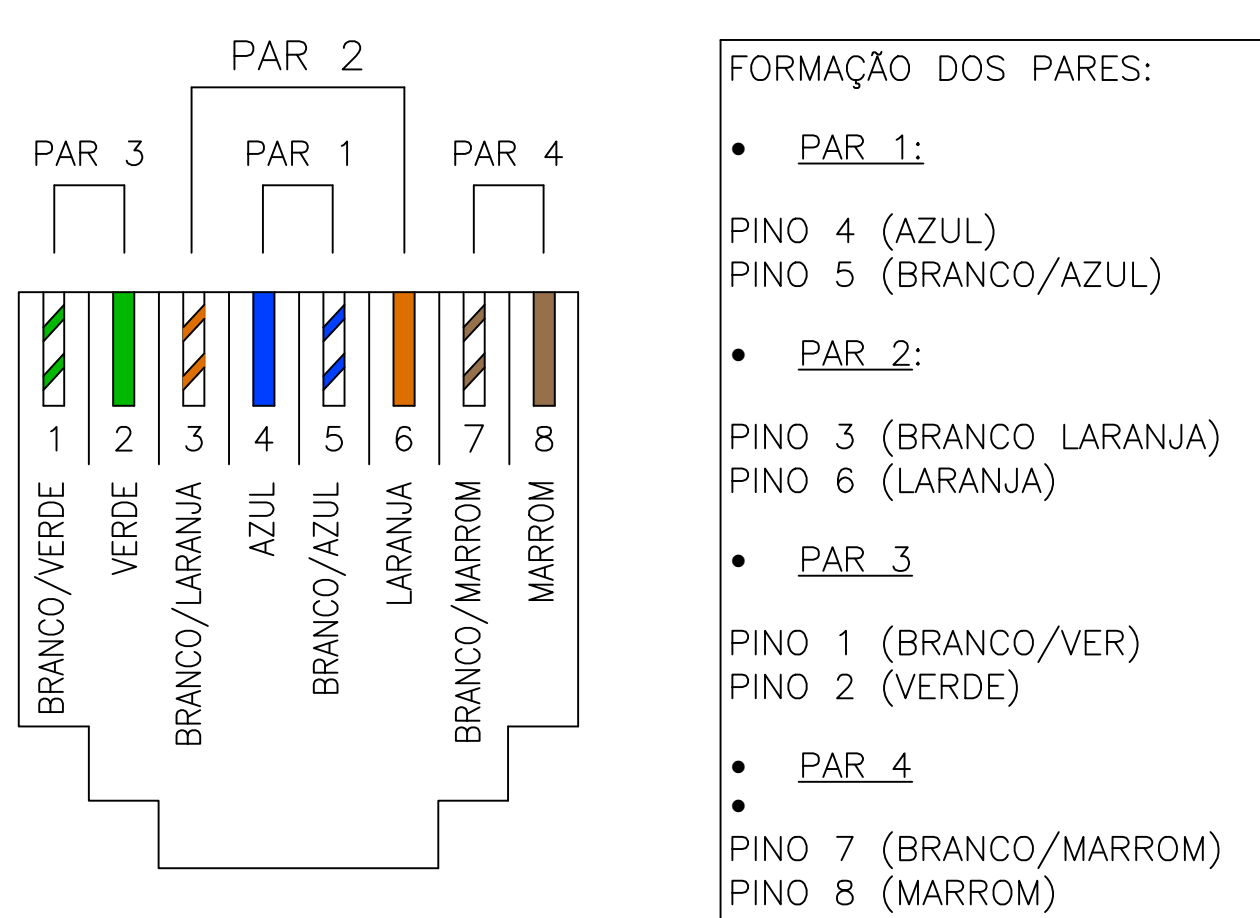 PAR 2
PAR 3
PAR 1
PAR 4
1
2
3
4
5
6
7
8
BRANCO/VERDE
VERDE
BRANCO/LARANJA
AZUL
BRANCO/AZUL
LARANJA
BRANCO/MARROM
MARROM
FORMAÇÃO DOS PARES:
• PAR 1:
PINO 4 (AZUL)
PINO 5 (BRANCO/AZUL)
• PAR 2:
PINO 3 (BRANCO LARANJA)
PINO 6 (LARANJA)
• PAR 3
PINO 1 (BRANCO/VER)
PINO 2 (VERDE)
• PAR 4
•
PINO 7 (BRANCO/MARROM)
PINO 8 (MARROM)